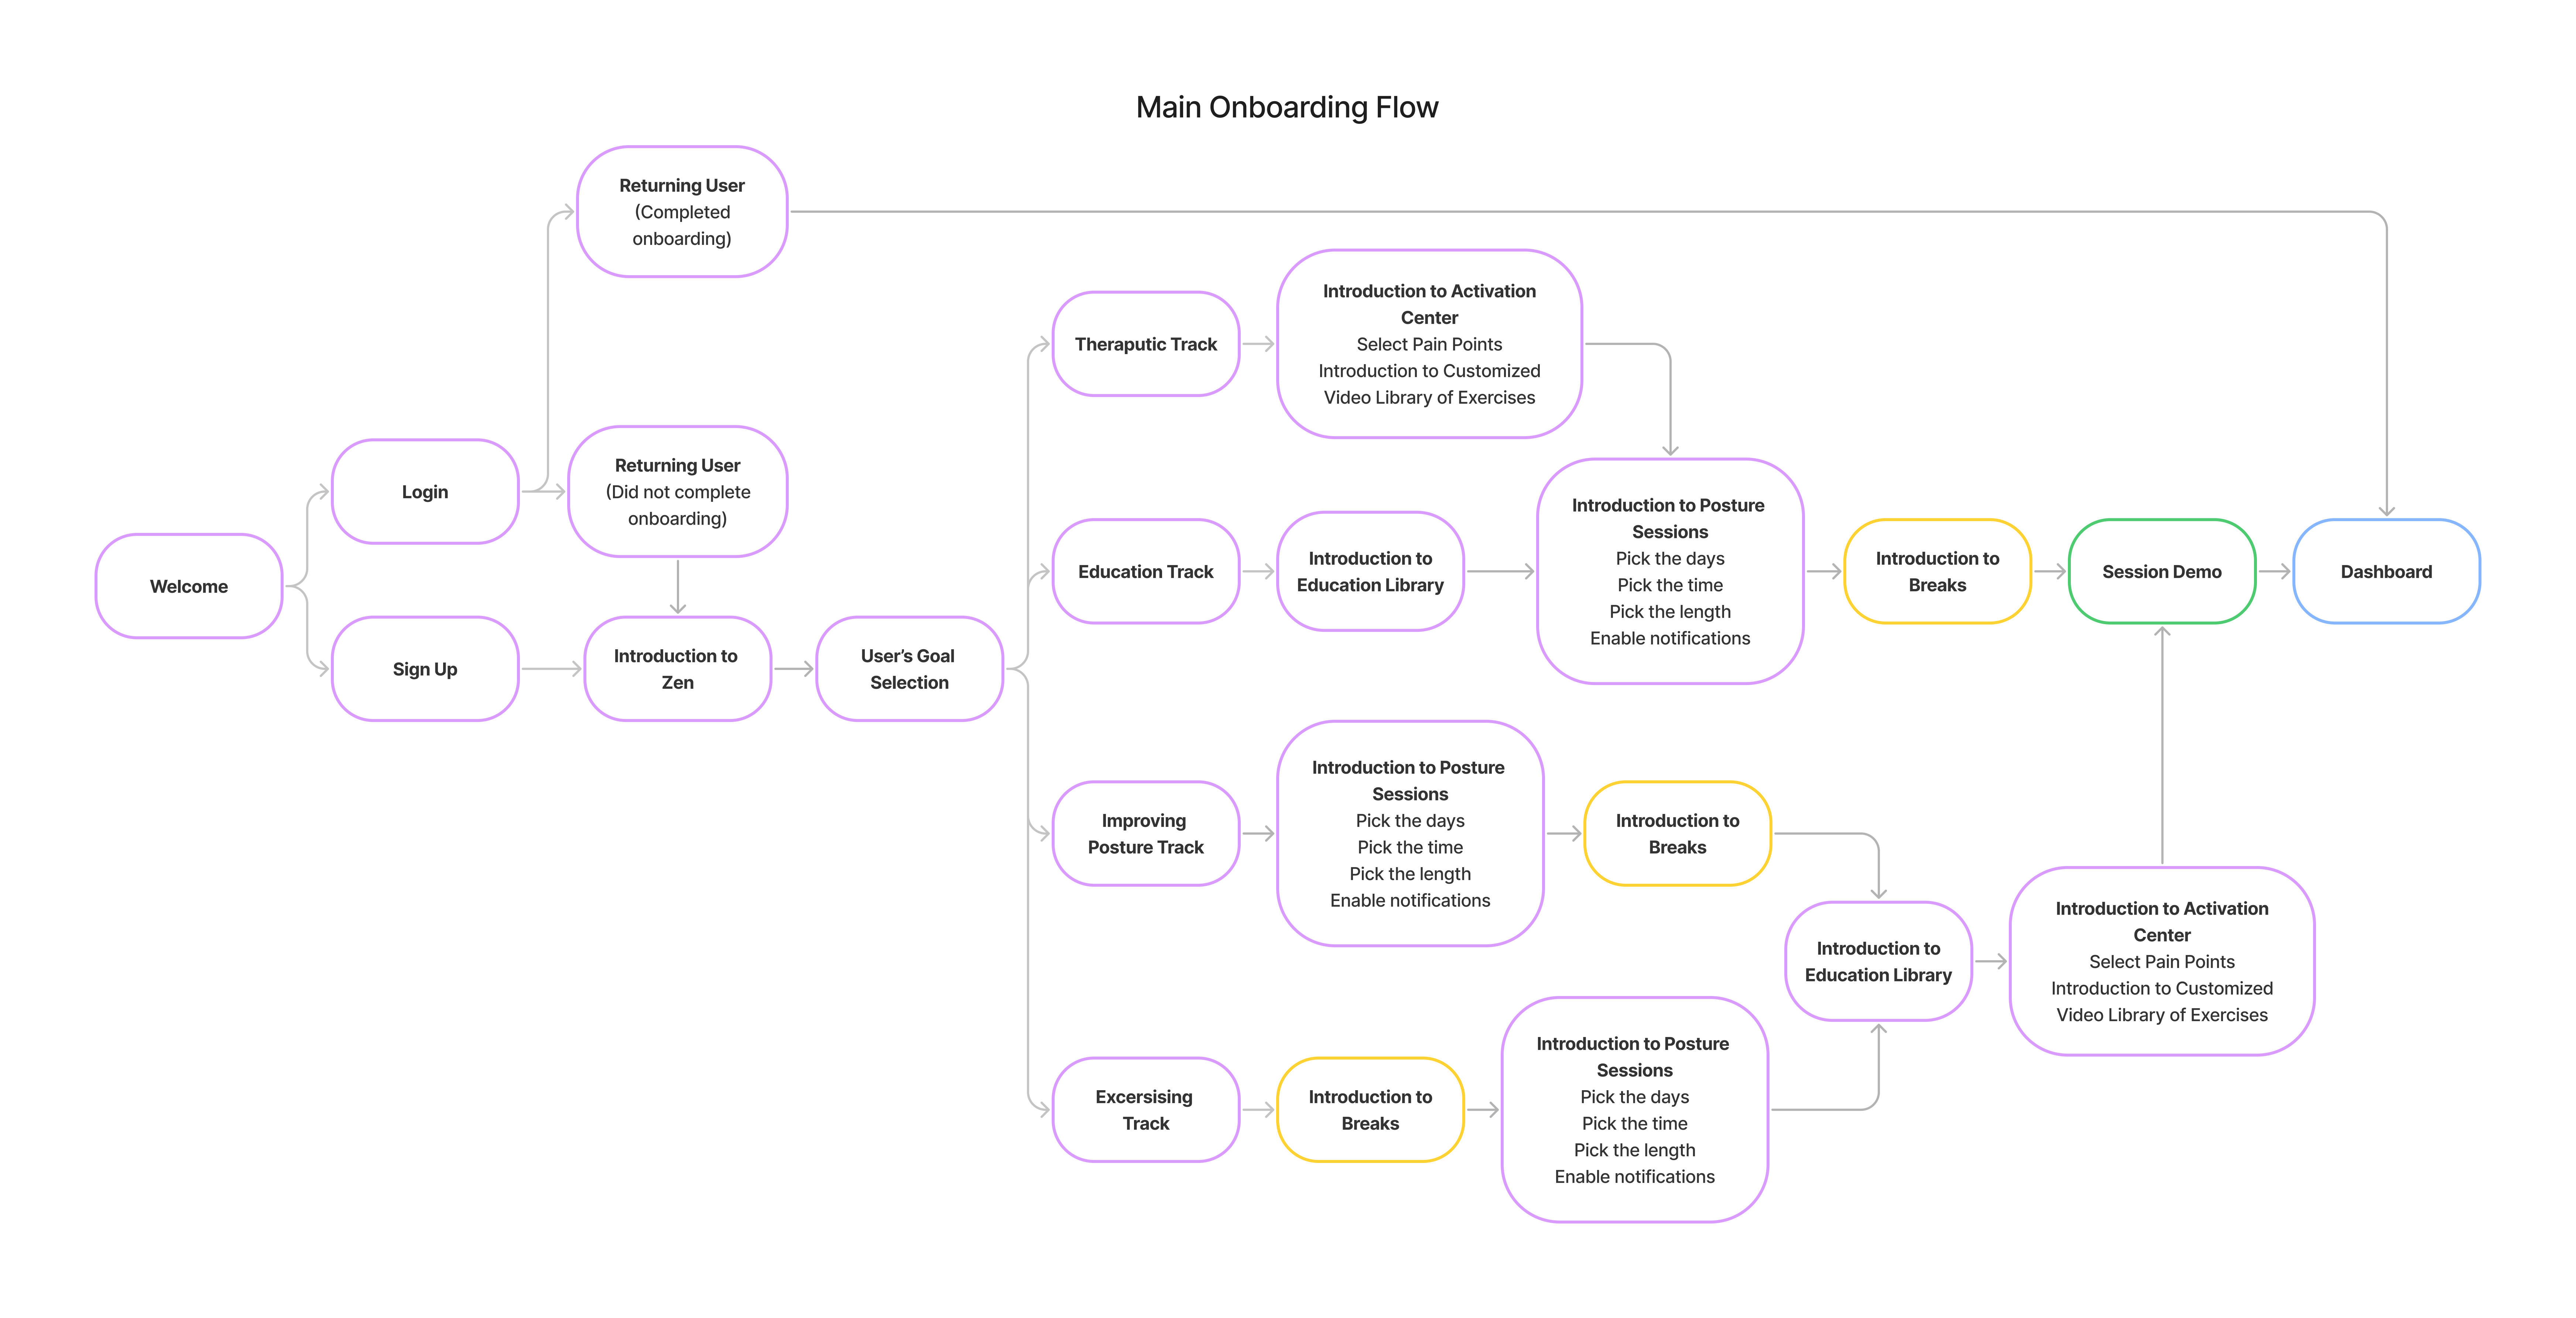 Main Onboarding Flow
Returning User
(Completed
onboarding)
Introduction to Activation
Center
Select Pain Points
Introduction to Customized
Video Library of Exercises
Theraputic Track
Returning User
(Did not complete
onboarding)
Login
Welcome
Sign Up
Introduction to
Zen
User’s Goal
Selection
Education Track
Introduction to
Education Library
Introduction to Posture
Sessions
Pick the days
Pick the time
Pick the length
Enable notifications
Introduction to
Breaks
Session Demo
Dashboard
Improving
Posture Track
Introduction to Posture
Sessions
Pick the days
Pick the time
Pick the length
Enable notifications
Introduction to
Breaks
Introduction to
Education Library
Introduction to Activation
Center
Select Pain Points
Introduction to Customized
Video Library of Exercises
Excersising
Track
Introduction to
Breaks
Introduction to Posture
Sessions
Pick the days
Pick the time
Pick the length
Enable notifications